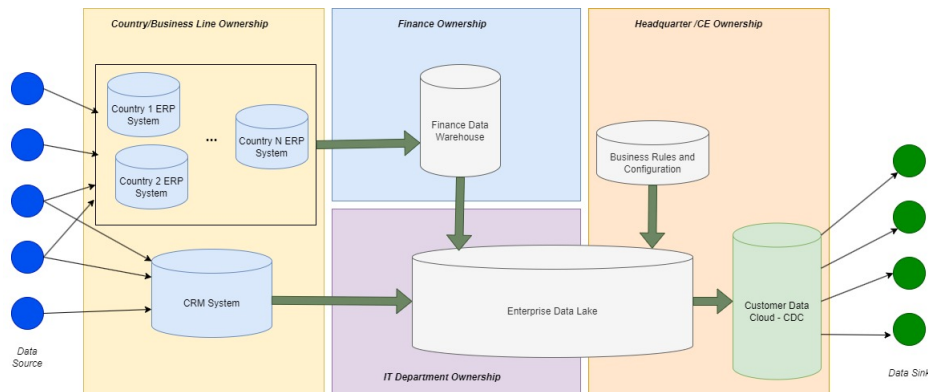 Country/Business Line Ownership
Finance Ownership
Headquarter /CE Ownership
Country 1 ERP
System
...
Country N ERP
System
Country 2 ERP
System
Finance Data
Warehouse
Business Rules and
Configuration
CRM System
Enterprise Data Lake
Customer Data
Cloud - CDC
Data
Source
IT Department Ownership
Data Sink